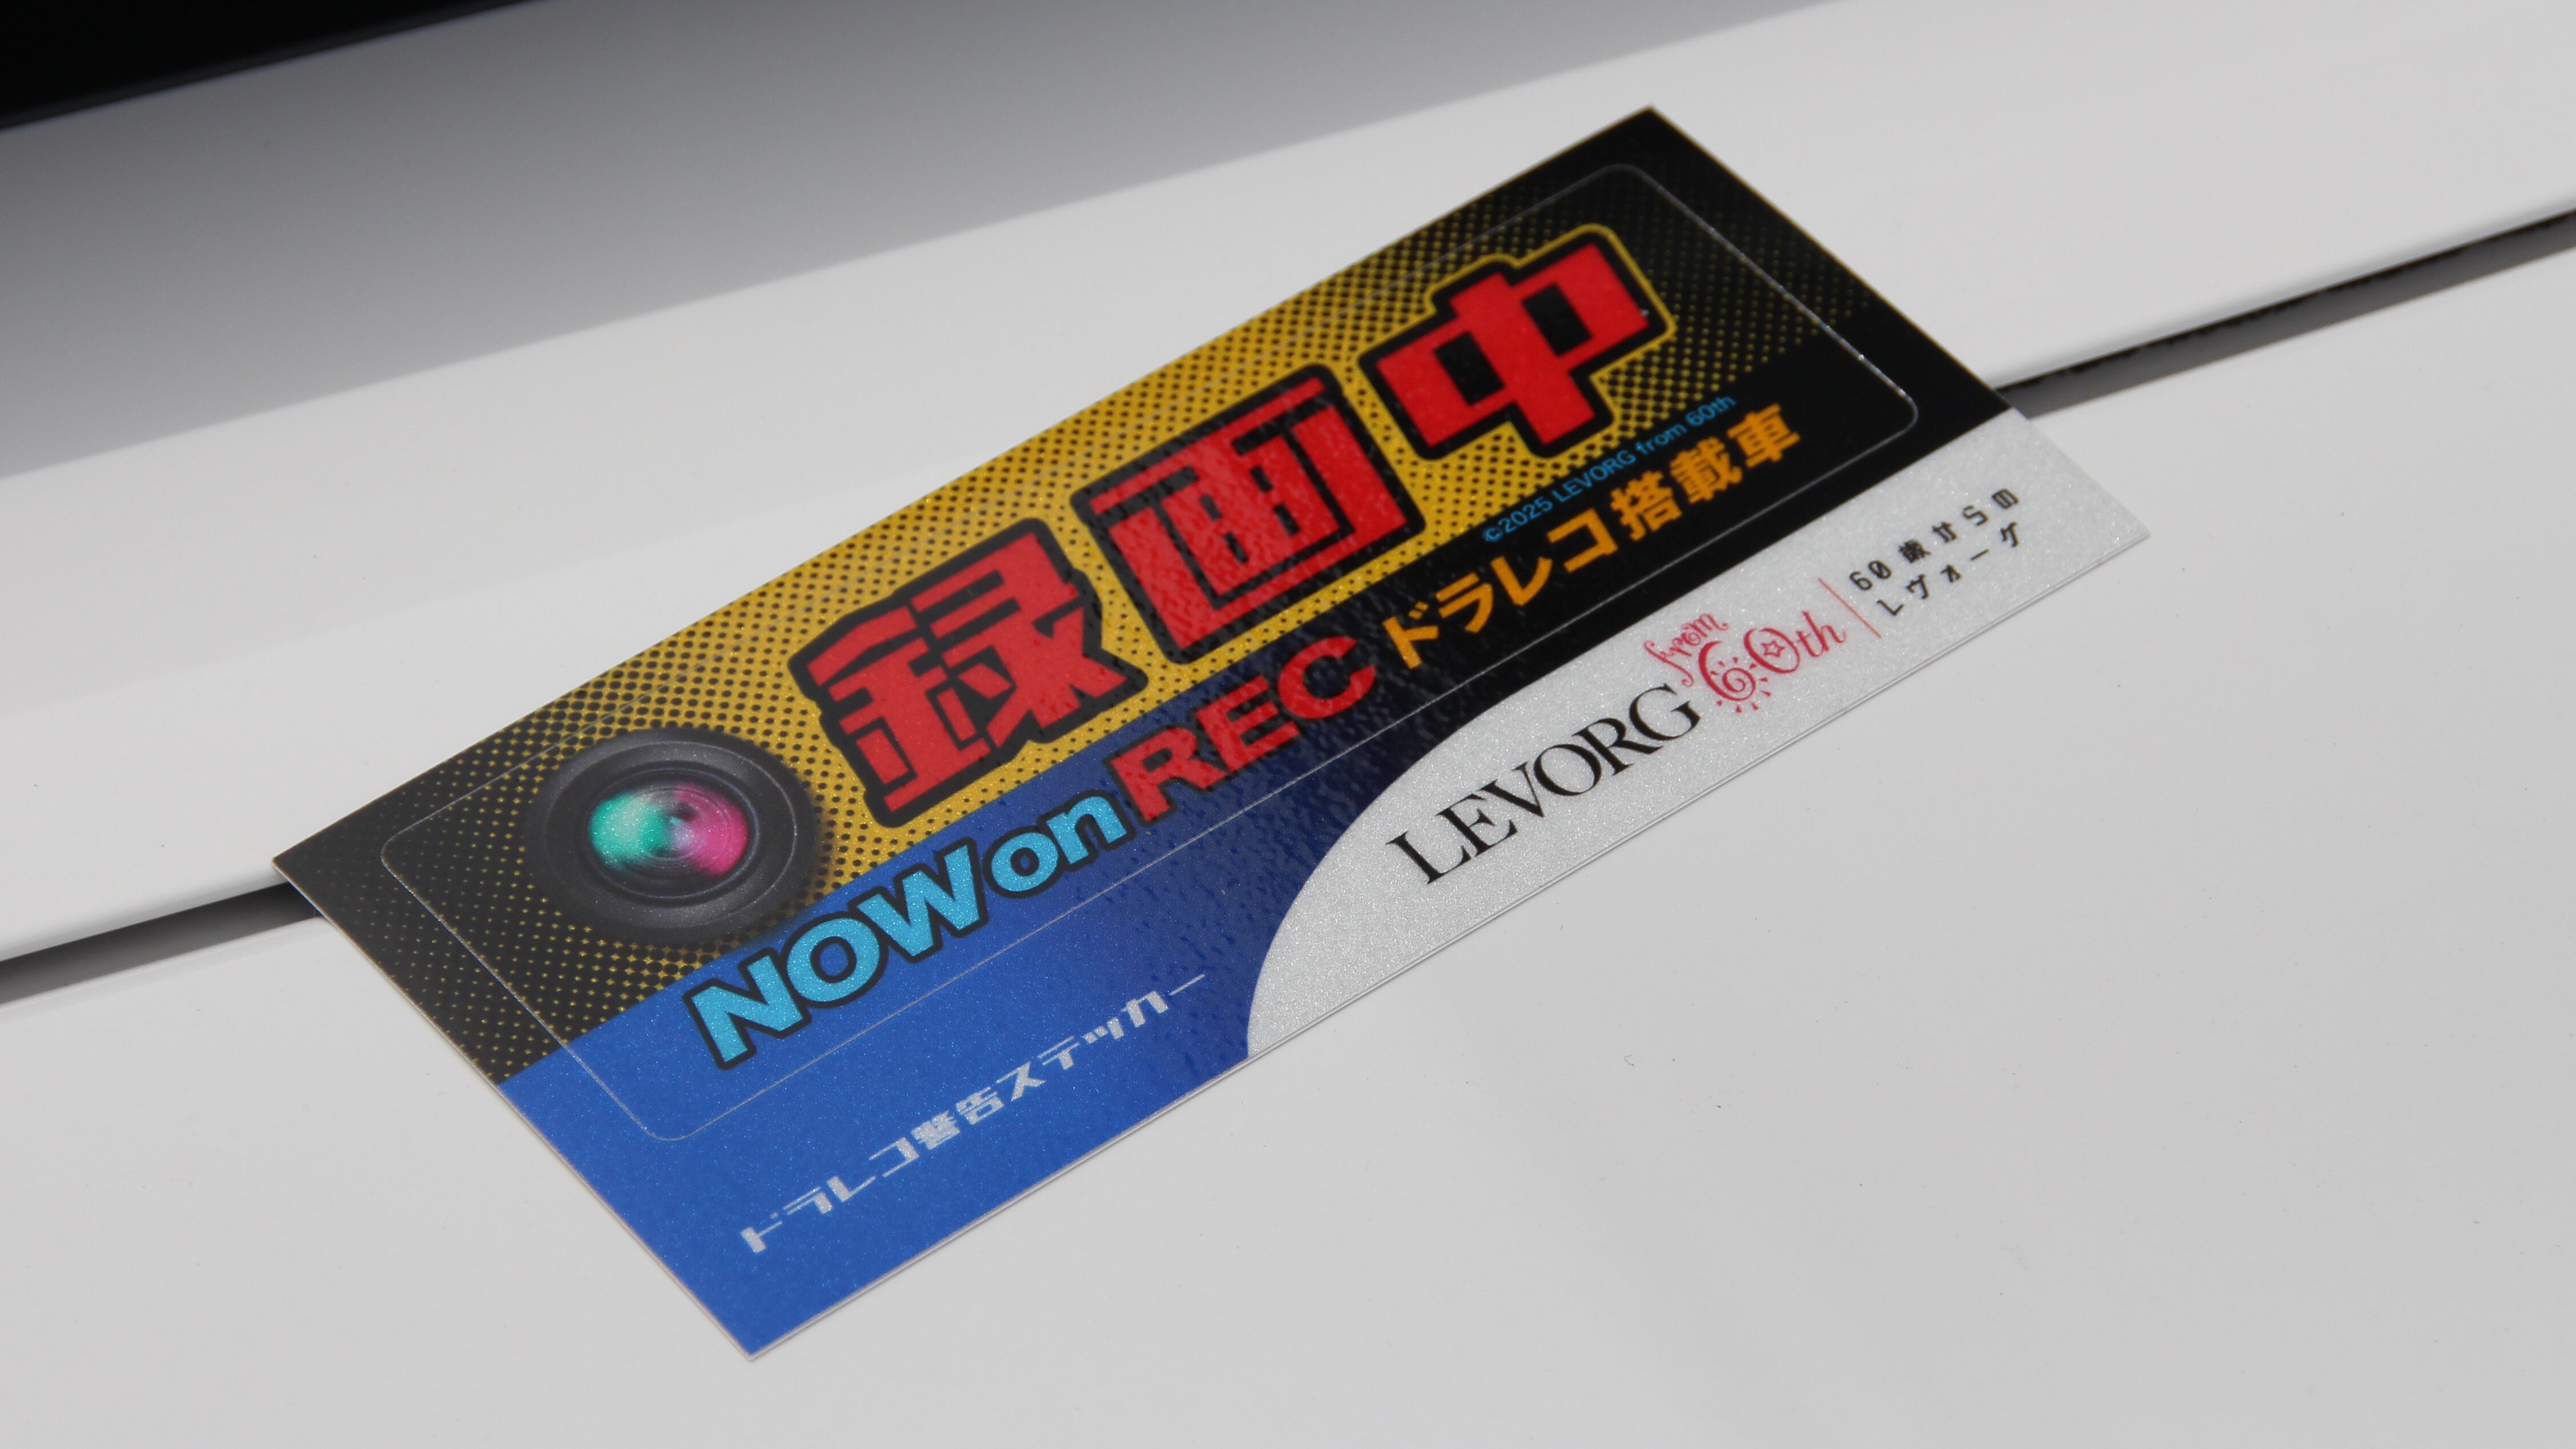 録画中
©2025 LEVORG from 60th
NOW on REC ドラレコ搭載車
ドラレコ警告ステッカー
LEVORG from 60th
60歳からの
レヴォーグ